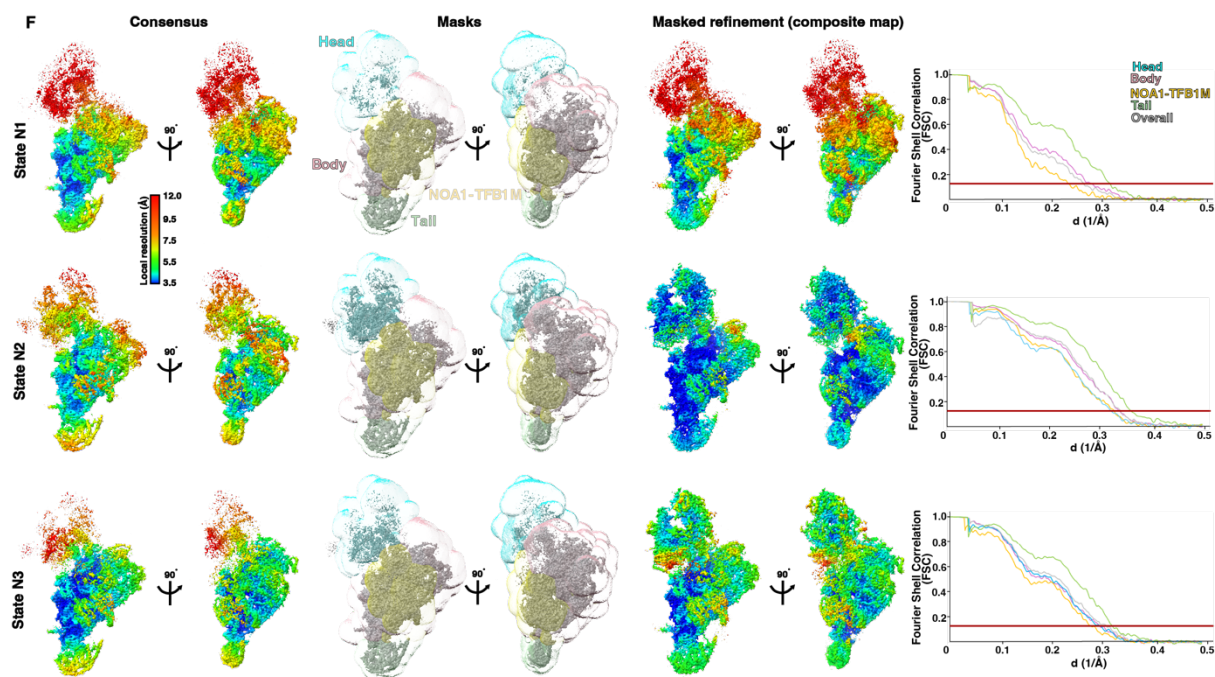 F
Consensus
Masks
Masked refinement (composite map)
State N1
90°
Local resolution (Å)
12.0
9.5
7.5
5.5
3.5
Head
Body
NOA1-TFB1M
Tail
90°
90°
Fourier Shell Correlation
(FSC)
1.0
0.8
0.6
0.4
0.2
0
0.1
0.2
0.3
0.4
0.5
d (1/Å)
Head
Body
NOA1-TFB1M
Tail
Overall
State N2
90°
90°
90°
Fourier Shell Correlation
(FSC)
1.0
0.8
0.6
0.4
0.2
0
0.1
0.2
0.3
0.4
0.5
d (1/Å)
State N3
90°
90°
90°
Fourier Shell Correlation
(FSC)
1.0
0.8
0.6
0.4
0.2
0
0.1
0.2
0.3
0.4
0.5
d (1/Å)